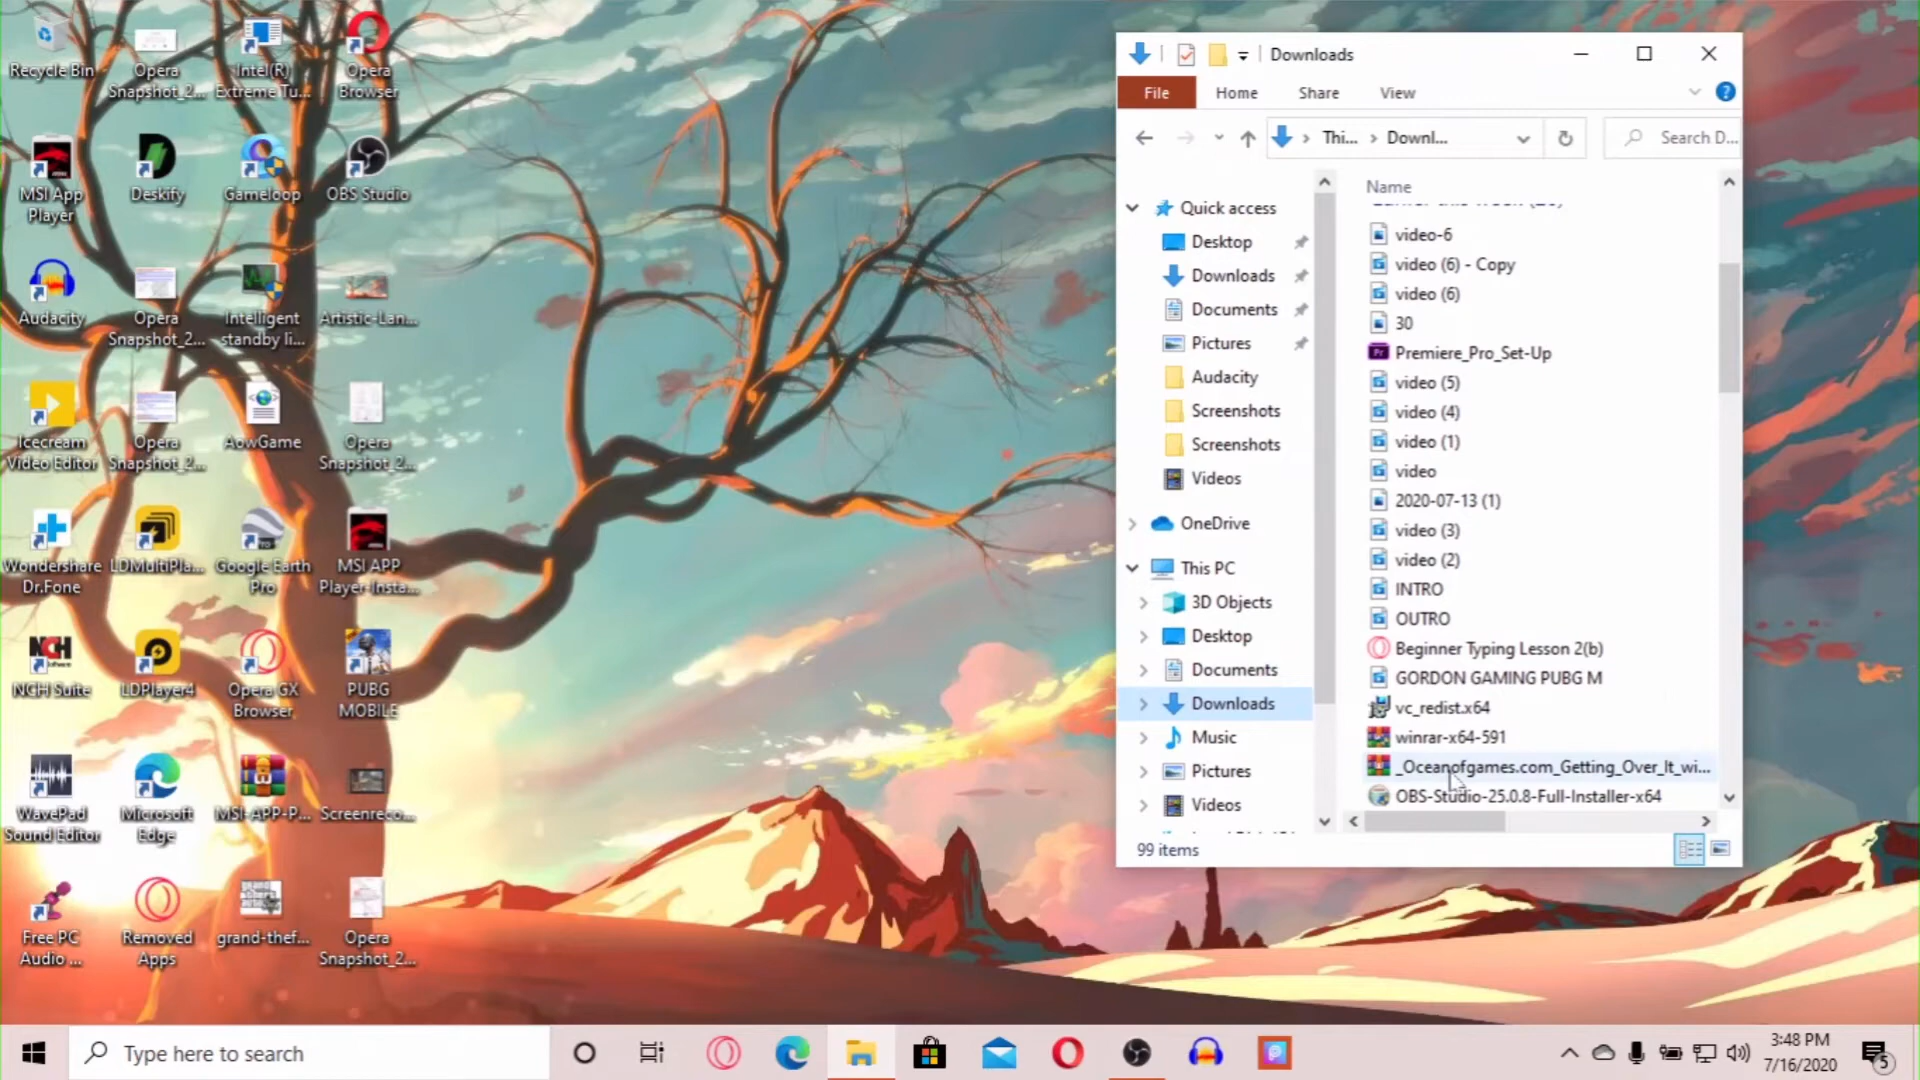 Recycle Bin
Opera
Snapshot_2...
Intel(R)
Extreme Tu...
Opera
Browser
MSI App
Player
Deskify
Gameloop
OBS Studio
Audacity
Opera
Snapshot_2...
Intelligent
standby li...
Artistic-Lan...
Icecream
Video Editor
Opera
Snapshot_2...
AowGame
Opera
Snapshot_2...
Wondershare
Dr.Fone
LDMultiPla...
Google Earth
Pro
MSI APP
Player-Insta...
NCH Suite
LDPlayer4
Opera GX
Browser
PUBG
MOBILE
WavePad
Sound Editor
Microsoft
Edge
MSI-APP-P...
Screenreco...
Free PC
Audio ...
Removed
Apps
grand-thef...
Opera
Snapshot_2...
Downloads
File Home Share View
Thi... Downl... Search D...
Quick access
Desktop
Downloads
Documents
Pictures
Audacity
Screenshots
Screenshots
Videos
OneDrive
This PC
3D Objects
Desktop
Documents
Downloads
Music
Pictures
Videos
Name
video-6
video (6) - Copy
video (6)
30
Premiere_Pro_Set-Up
video (5)
video (4)
video (1)
video
2020-07-13 (1)
video (3)
video (2)
INTRO
OUTRO
Beginner Typing Lesson 2(b)
GORDON GAMING PUBG M
vc_redist.x64
winrar-x64-591
_Oceanofgames.com_Getting_Over_It_wi...
OBS-Studio-25.0.8-Full-Installer-x64
99 items
Type here to search
3:48 PM
7/16/2020
5